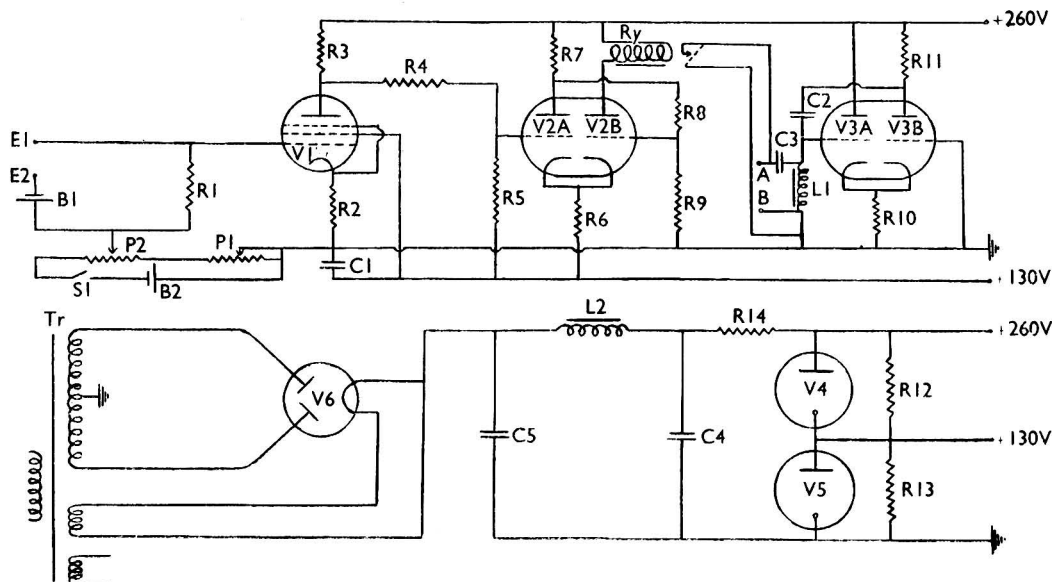 +260V
R3
R4
R7
Ry
R11
R8
C2
V2A
V2B
V3A
V3B
E1
V1
C3
E2
B1
R1
R2
R5
R6
R9
A
B
L1
R10
P2
P1
C1
S1
B2
+130V
Tr
L2
R14
+260V
V6
V4
R12
C5
C4
+130V
V5
R13